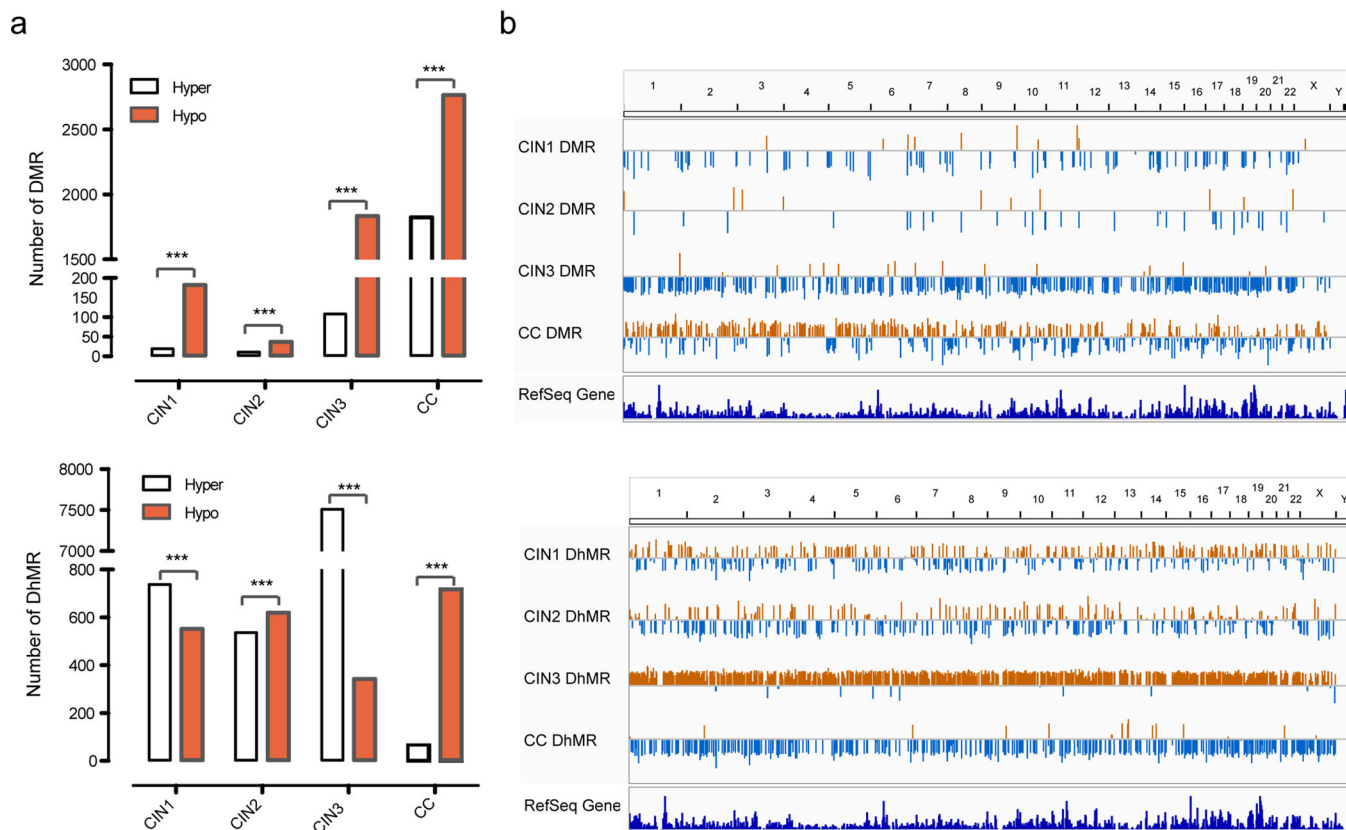 a
Number of DMR
3000
2500
2000
1500
200
150
100
50
0
Hyper
Hypo
***
***
***
***
CIN1
CIN2
CIN3
CC
Number of DhMR
8000
7500
7000
800
600
400
200
0
Hyper
Hypo
***
***
***
***
CIN1
CIN2
CIN3
CC
b
1 2 3 4 5 6 7 8 9 10 11 12 13 14 15 16 17 18 19 20 21 22 X Y
CIN1 DMR
CIN2 DMR
CIN3 DMR
CC DMR
RefSeq Gene
1 2 3 4 5 6 7 8 9 10 11 12 13 14 15 16 17 18 19 20 21 22 X Y
CIN1 DhMR
CIN2 DhMR
CIN3 DhMR
CC DhMR
RefSeq Gene